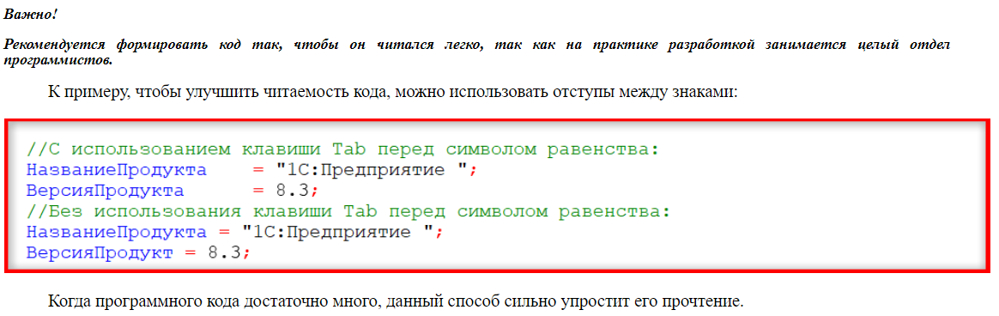 Важно!
Рекомендуется формировать код так, чтобы он читался легко, так как на практике разработкой занимается целый отдел
программистов.
К примеру, чтобы улучшить читаемость кода, можно использовать отступы между знаками:
//С использованием клавиши Tab перед символом равенства:
НазваниеПродукта    = "1С:Предприятие ";
ВерсияПродукта      = 8.3;
//Без использования клавиши Tab перед символом равенства:
НазваниеПродукта = "1С:Предприятие ";
ВерсияПродукт = 8.3;
Когда программного кода достаточно много, данный способ сильно упростит его прочтение.